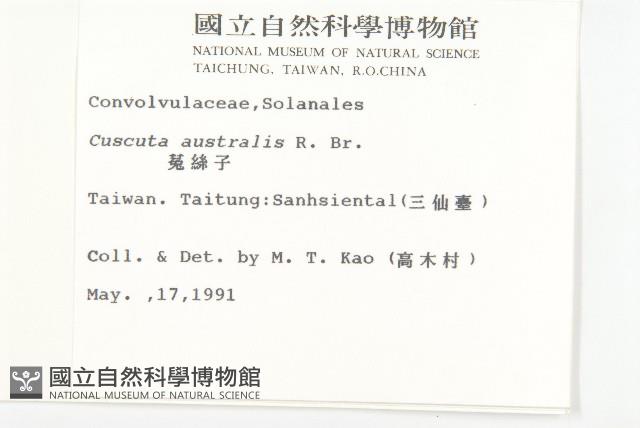 國立自然科學博物館
NATIONAL MUSEUM OF NATURAL SCIENCE
TAICHUNG, TAIWAN, R.O.CHINA
Convolvulaceae,Solanales
Cuscuta australis R. Br.
菟絲子
Taiwan. Taitung:Sanhsiental(三仙臺)
Coll. & Det. by M. T. Kao (高木村)
May. ,17,1991
國立自然科學博物館
NATIONAL MUSEUM OF NATURAL SCIENCE